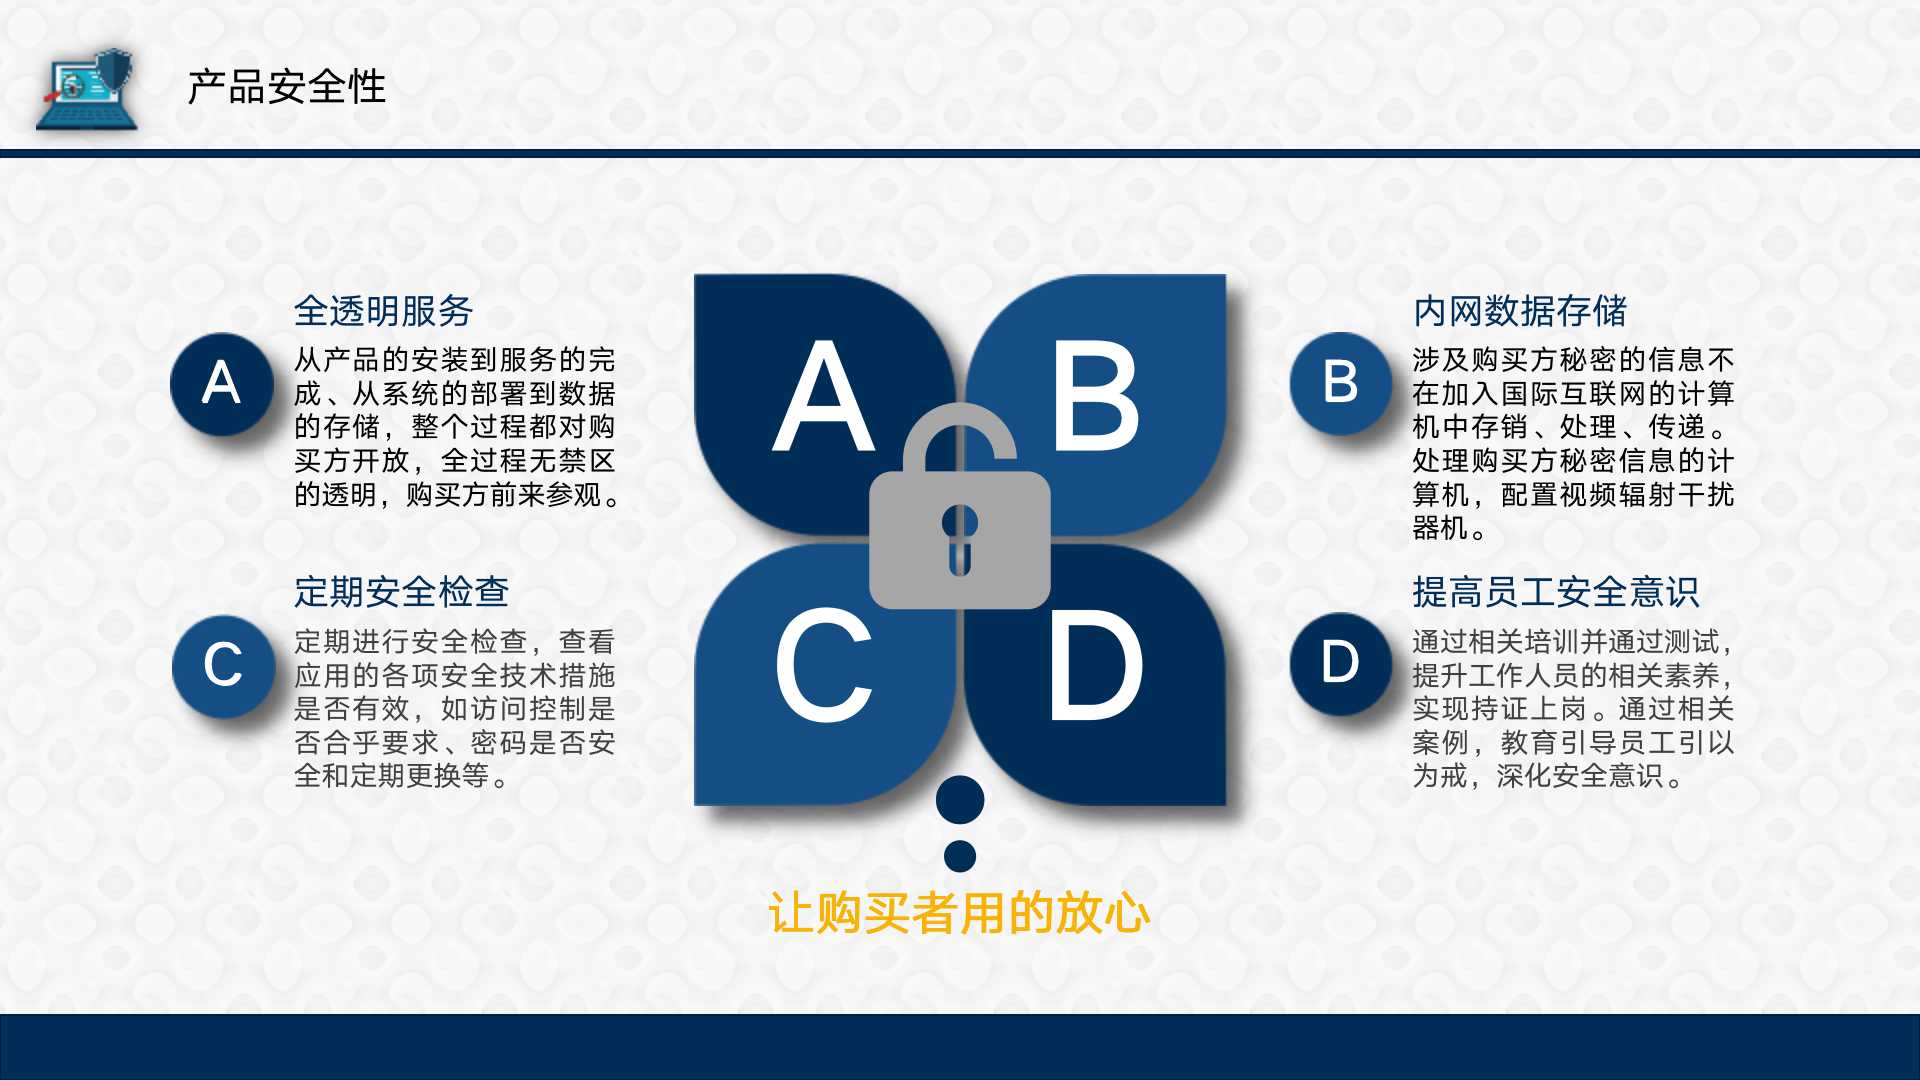 产品安全性
全透明服务
A
从产品的安装到服务的完
成、从系统的部署到数据
的存储，整个过程都对购
买方开放，全过程无禁区
的透明，购买方前来参观。
定期安全检查
C
定期进行安全检查，查看
应用的各项安全技术措施
是否有效，如访问控制是
否合乎要求、密码是否安
全和定期更换等。
A
B
C
D
内网数据存储
B
涉及购买方秘密的信息不
在加入国际互联网的计算
机中存销、处理、传递。
处理购买方秘密信息的计
算机，配置视频辐射干扰
器机。
提高员工安全意识
D
通过相关培训并通过测试，
提升工作人员的相关素养，
实现持证上岗。通过相关
案例，教育引导员工引以
为戒，深化安全意识。
让购买者用的放心